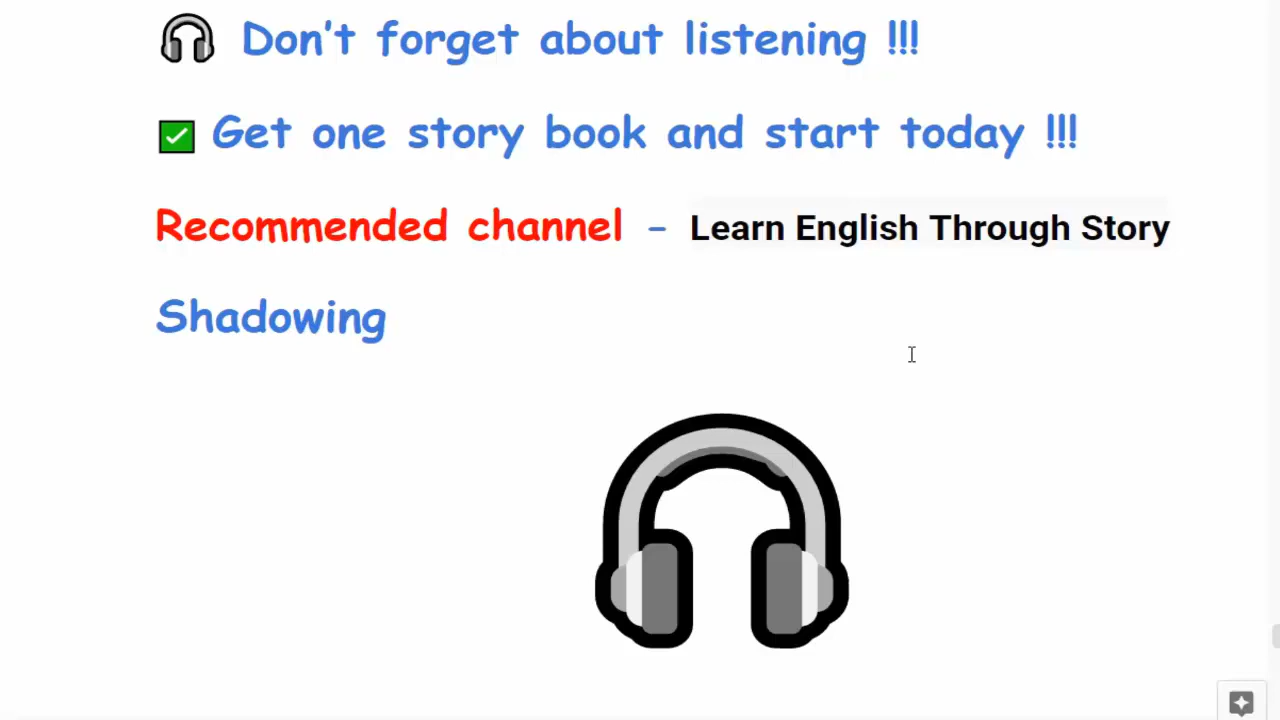 Don't forget about listening !!!
Get one story book and start today !!!
Recommended channel - Learn English Through Story
Shadowing